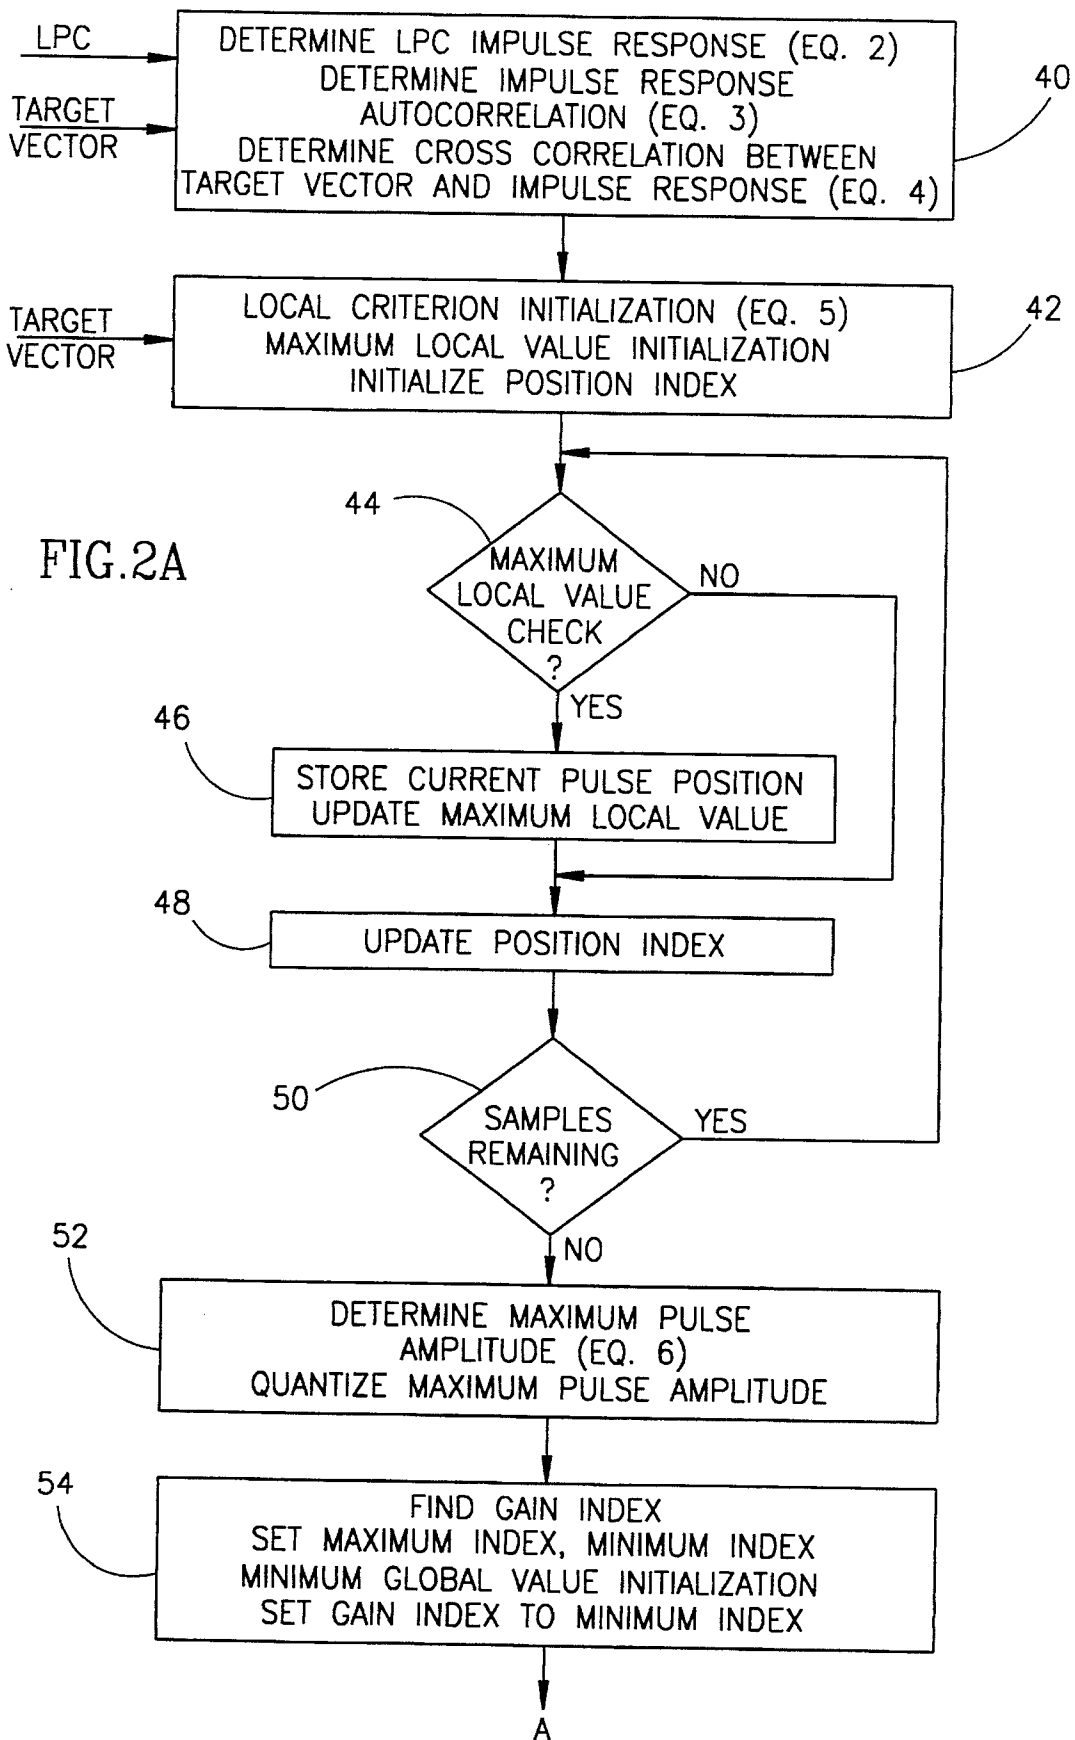 LPC
TARGET
VECTOR
DETERMINE LPC IMPULSE RESPONSE (EQ. 2)
DETERMINE IMPULSE RESPONSE
AUTOCORRELATION (EQ. 3)
DETERMINE CROSS CORRELATION BETWEEN
TARGET VECTOR AND IMPULSE RESPONSE (EQ. 4)
40
TARGET
VECTOR
LOCAL CRITERION INITIALIZATION (EQ. 5)
MAXIMUM LOCAL VALUE INITIALIZATION
INITIALIZE POSITION INDEX
42
FIG.2A
44
MAXIMUM
LOCAL VALUE
CHECK
?
NO
YES
46
STORE CURRENT PULSE POSITION
UPDATE MAXIMUM LOCAL VALUE
48
UPDATE POSITION INDEX
50
SAMPLES
REMAINING
?
YES
NO
52
DETERMINE MAXIMUM PULSE
AMPLITUDE (EQ. 6)
QUANTIZE MAXIMUM PULSE AMPLITUDE
54
FIND GAIN INDEX
SET MAXIMUM INDEX, MINIMUM INDEX
MINIMUM GLOBAL VALUE INITIALIZATION
SET GAIN INDEX TO MINIMUM INDEX
A